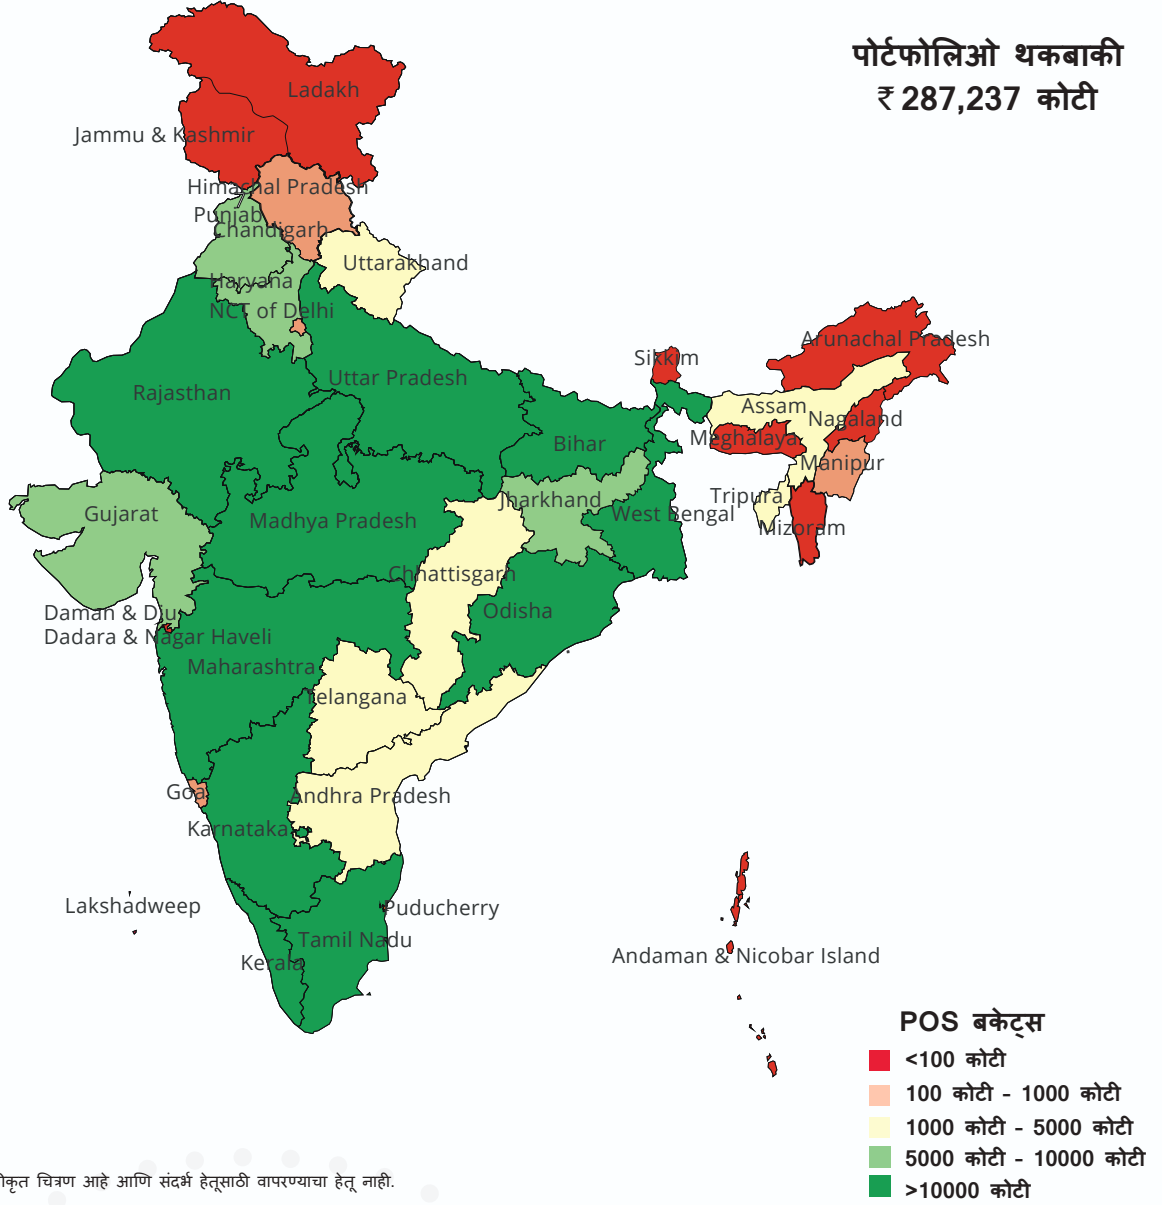 पोर्टफोलिओ थकबाकी
₹ 287,237 कोटी
Ladakh
Jammu & Kashmir
Himachal Pradesh
Punjab
Chandigarh
Uttarakhand
Haryana
NCT of Delhi
Arunachal Pradesh
Sikkim
Rajasthan
Uttar Pradesh
Assam
Nagaland
Bihar
Meghalaya
Manipur
Gujarat
Jharkhand
Tripura
Madhya Pradesh
West Bengal
Mizoram
Chhattisgarh
Daman & Diu
Odisha
Dadara & Nagar Haveli
Maharashtra
Telangana
Goa
Andhra Pradesh
Karnataka
Lakshadweep
Puducherry
Tamil Nadu
Kerala
Andaman & Nicobar Island
POS बकेट्स
<100 कोटी
100 कोटी - 1000 कोटी
1000 कोटी - 5000 कोटी
5000 कोटी - 10000 कोटी
>10000 कोटी
चित्रण आहे आणि संदर्भ हेतूसाठी वापरण्याचा हेतू नाही.